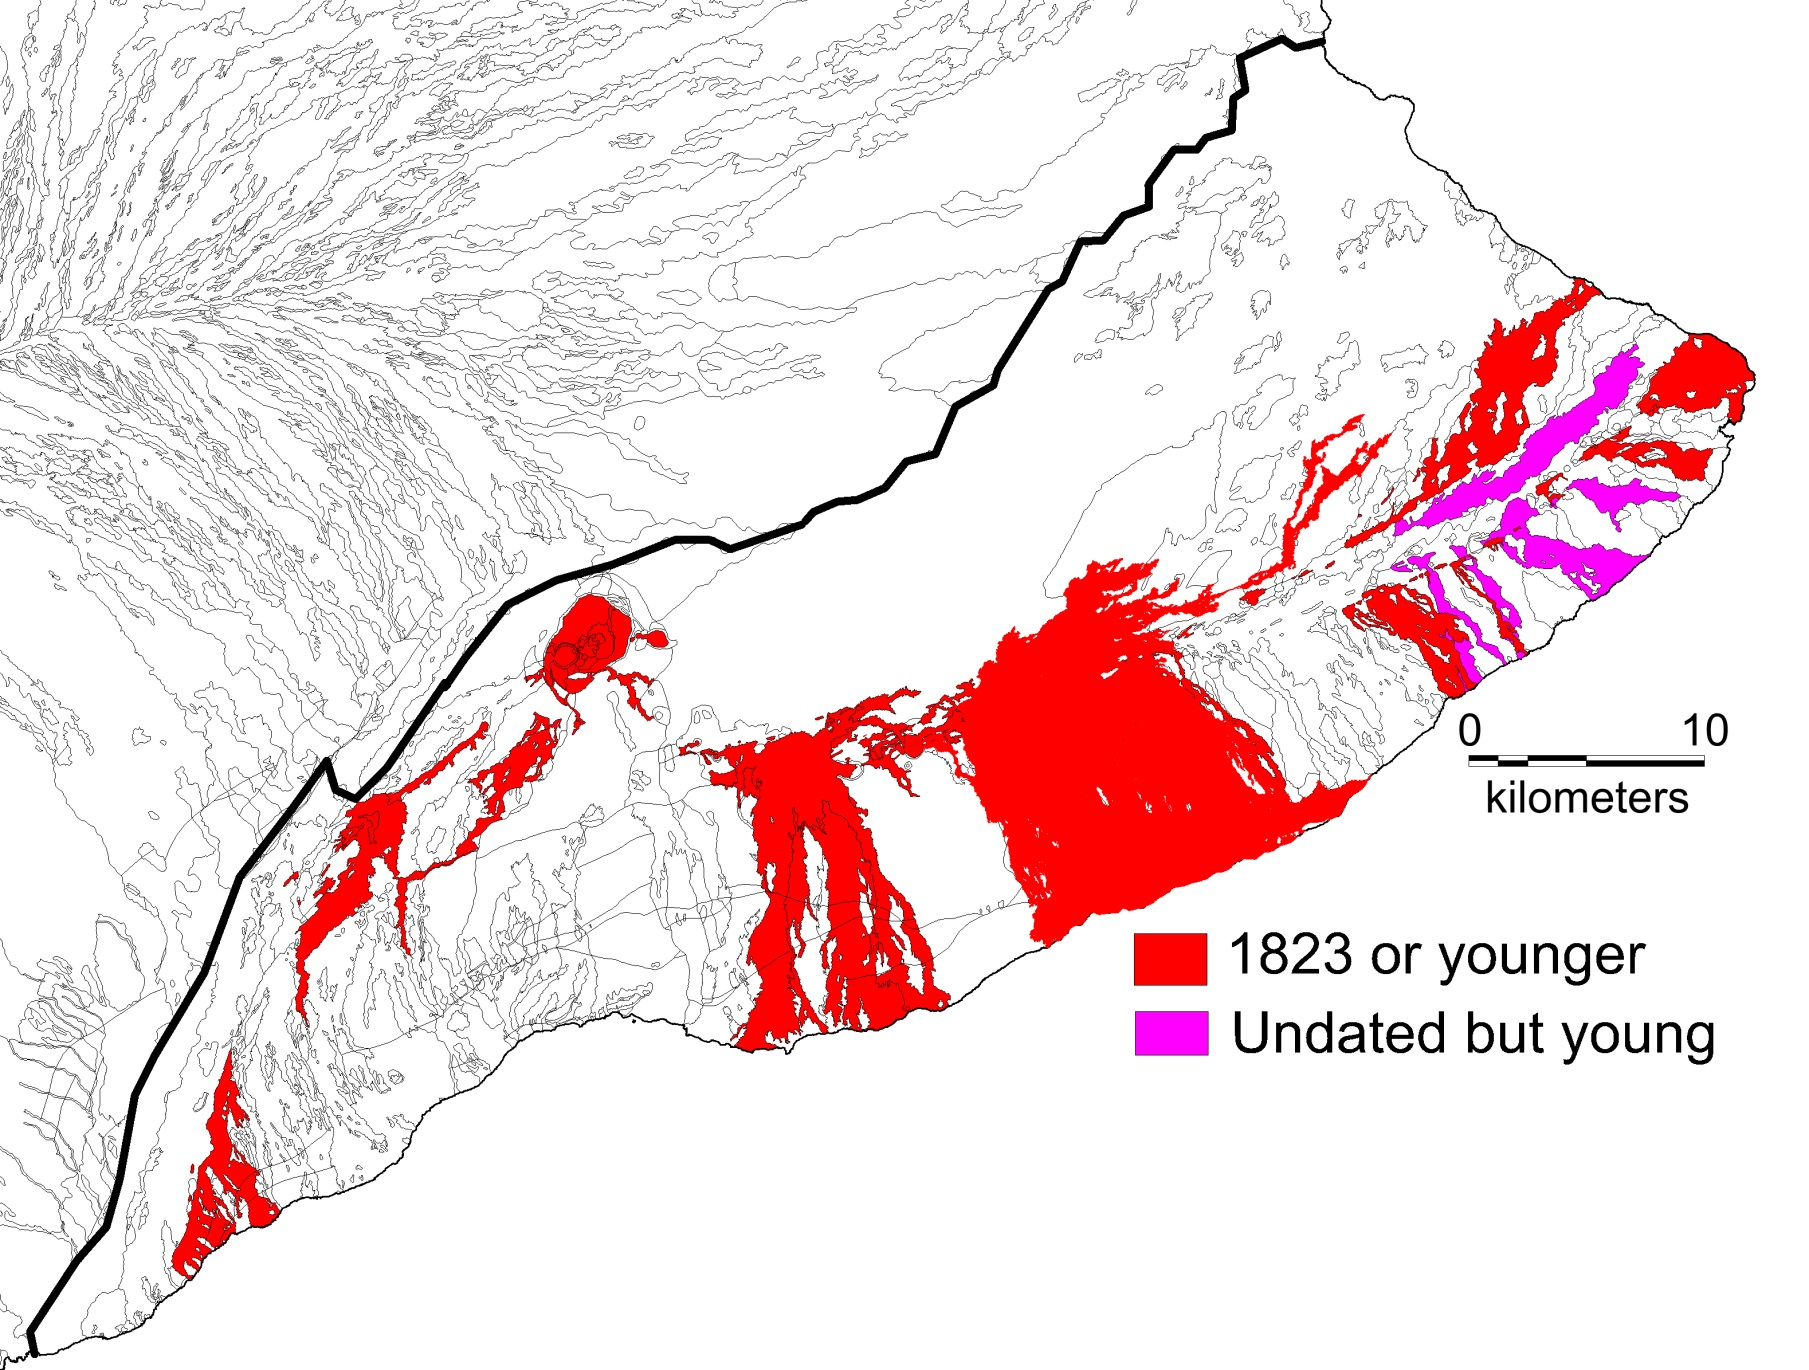 0 10
kilometers
1823 or younger
Undated but young